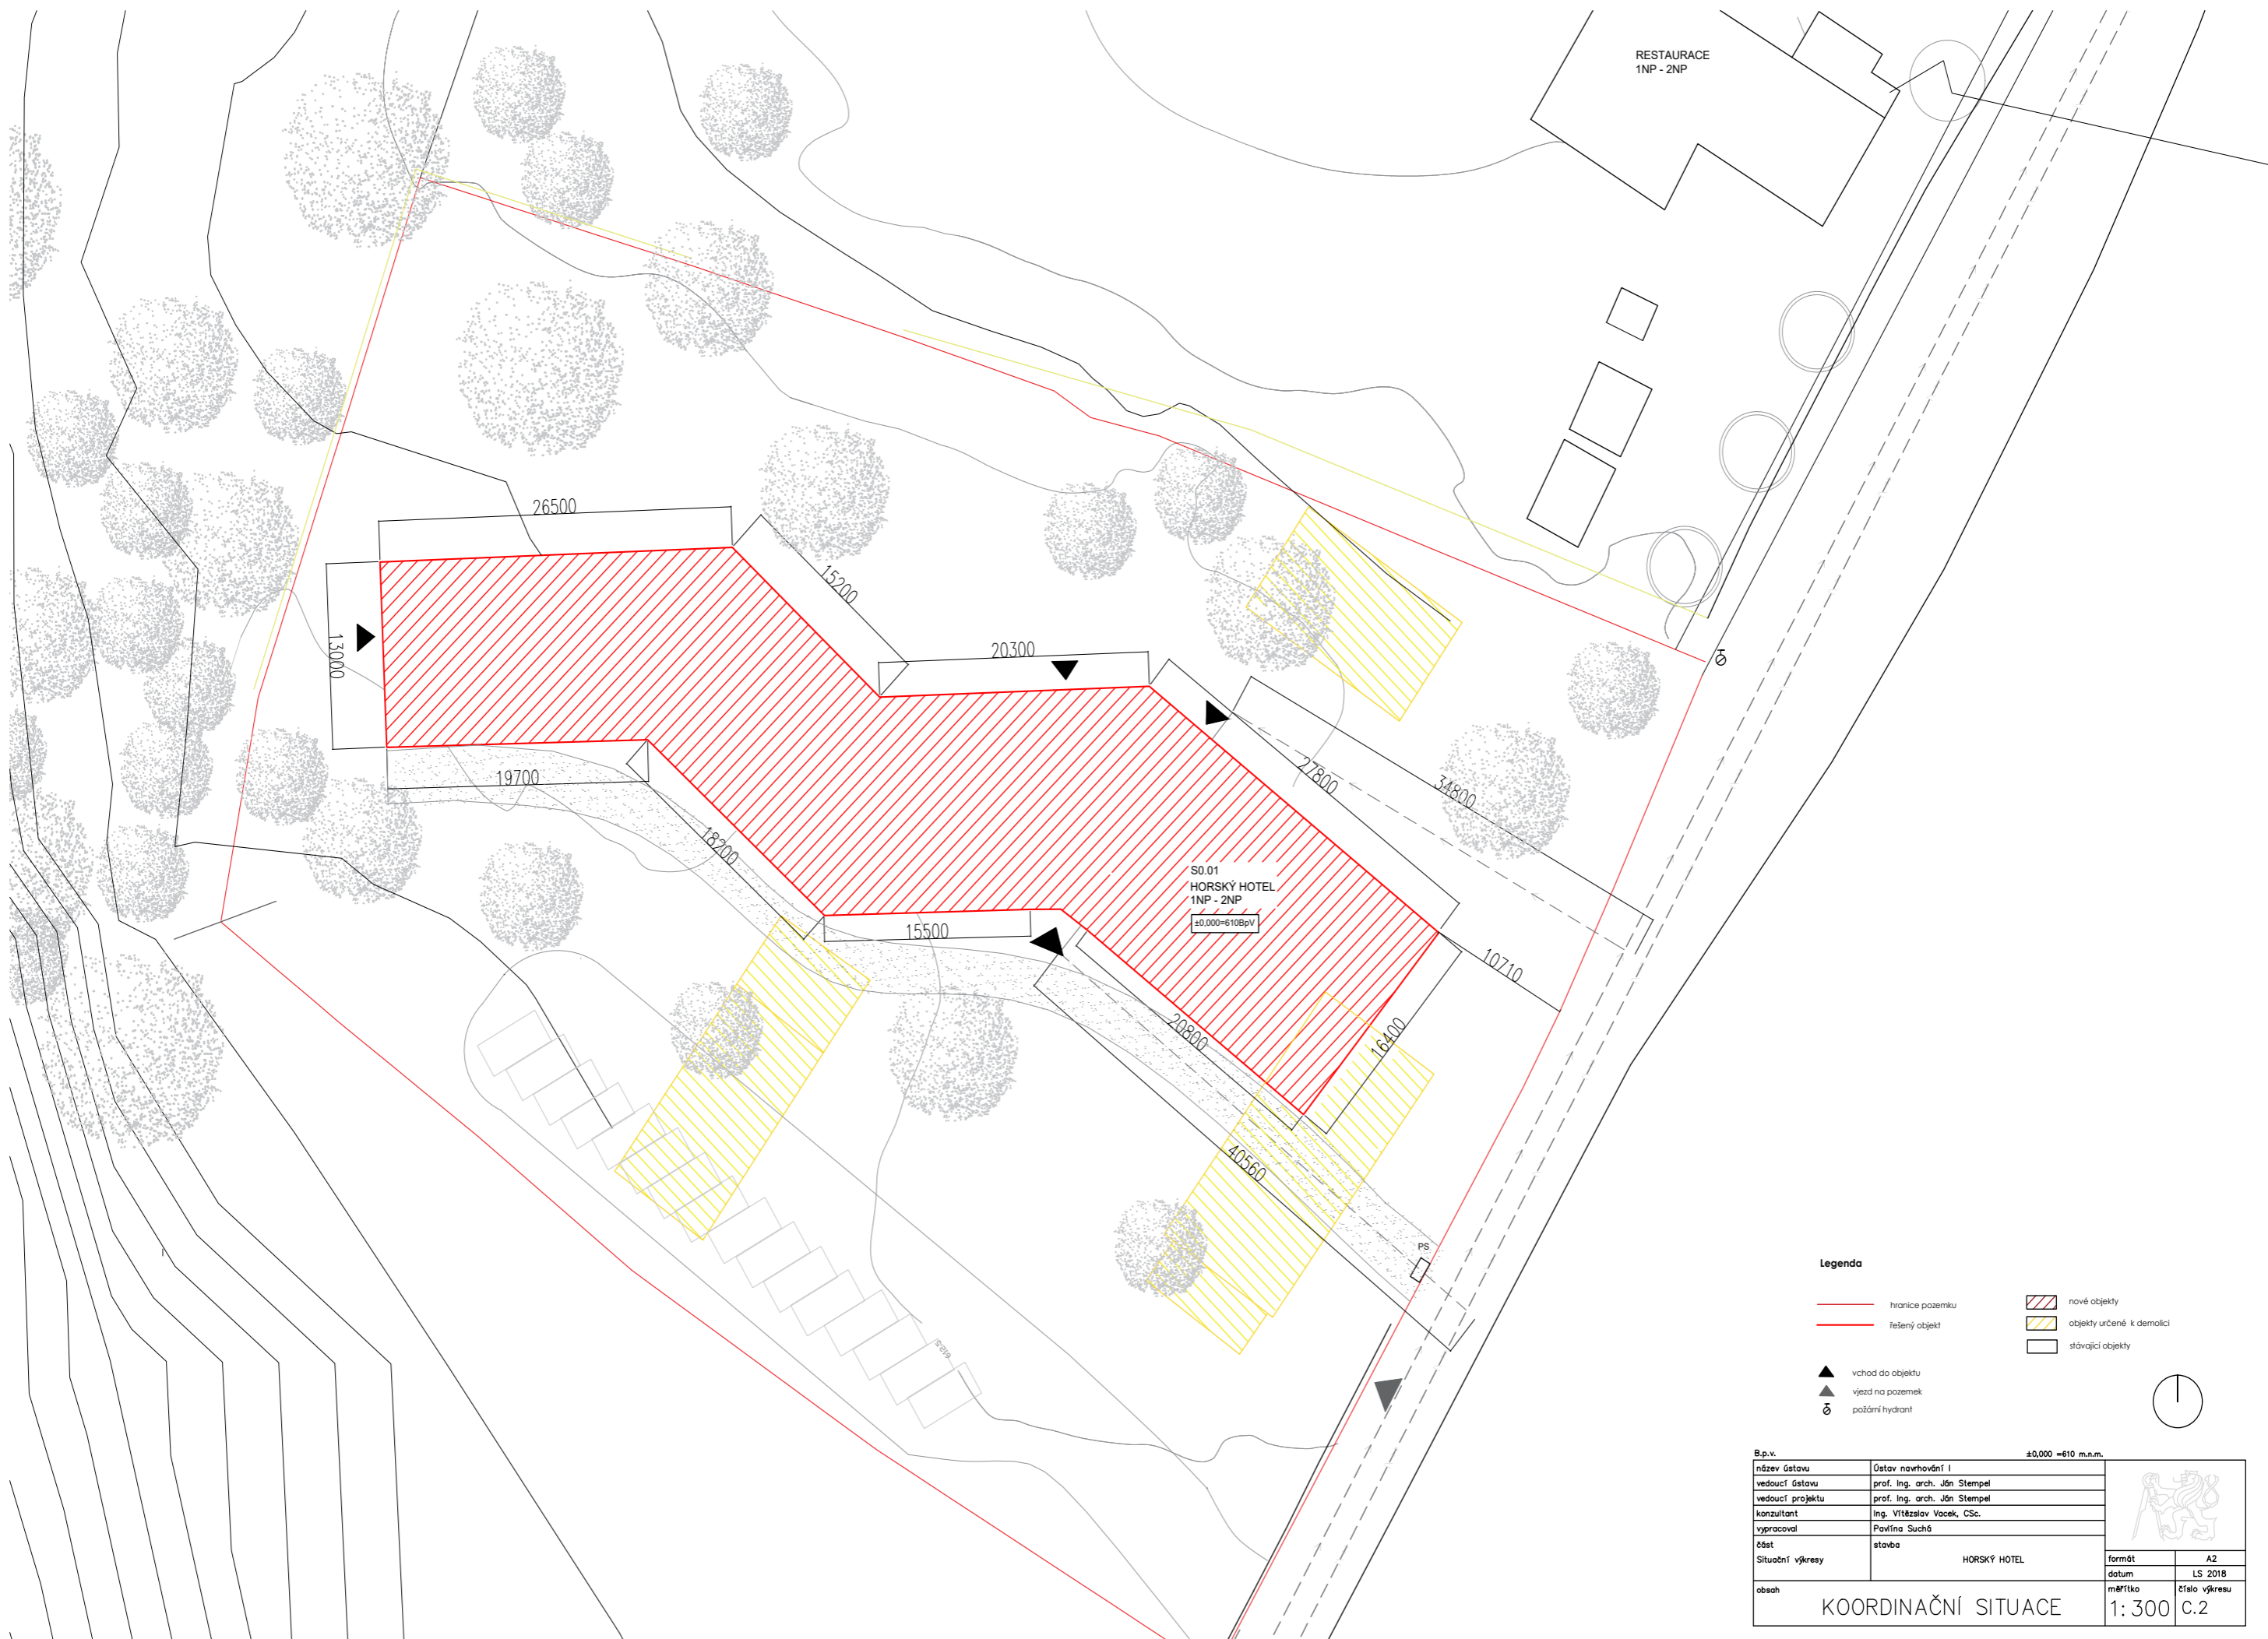 RESTAURACE
1NP - 2NP
26500
15200
13000
20300
19700
27800
34800
18200
S0.01
HORSKÝ HOTEL
1NP - 2NP
±0,000=610BpV
15500
10710
20800
16400
40560
PS
612.5
Legenda
hranice pozemku
řešený objekt
nové objekty
objekty určené k demolici
stávající objekty
vchod do objektu
vjezd na pozemek
požární hydrant
B.p.v. ±0,000 =610 m.n.m.
název ústavu Ústav navrhování I
vedoucí ústavu prof. Ing. arch. Ján Stempel
vedoucí projektu prof. Ing. arch. Ján Stempel
konzultant Ing. Vítězslav Vacek, CSc.
vypracoval Pavlína Suchá
část stavba
Situační výkresy HORSKÝ HOTEL
formát A2
datum LS 2018
obsah měřítko číslo výkresu
KOORDINAČNÍ SITUACE 1:300 C.2